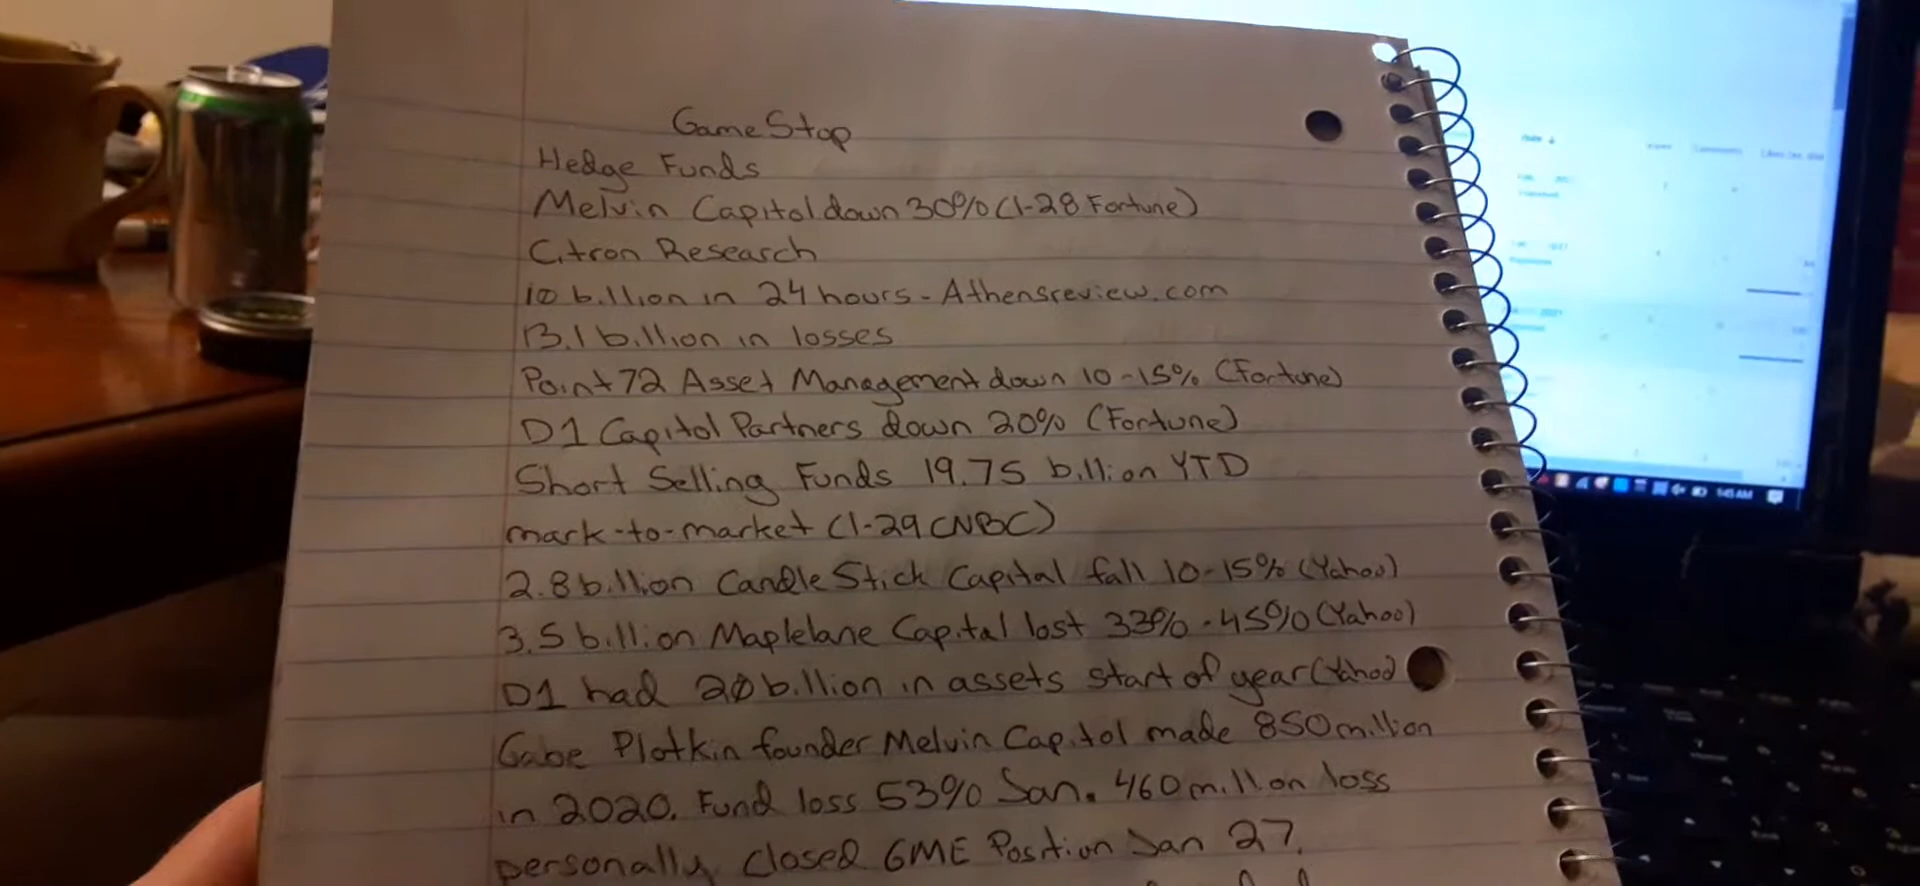 GameStop
Hedge Funds
Melvin Capitol down 30% (1-28 Fortune)
Citron Research
10 billion in 24 hours - Athensreview.com
13.1 billion in losses
Point 72 Asset Management down 10-15% (Fortune)
D1 Capitol Partners down 20% (Fortune)
Short Selling Funds 19.75 billion YTD
mark-to-market (1-29 CNBC)
2.8 billion CandleStick Capital fall 10-15% (Yahoo)
3.5 billion Maplelane Capital lost 33% - 45% (Yahoo)
D1 had 20 billion in assets start of year (Yahoo)
Gabe Plotkin founder Melvin Capitol made 850 million
in 2020. Fund loss 53% Jan. 460 million loss
personally closed GME Position Jan 27.
Date